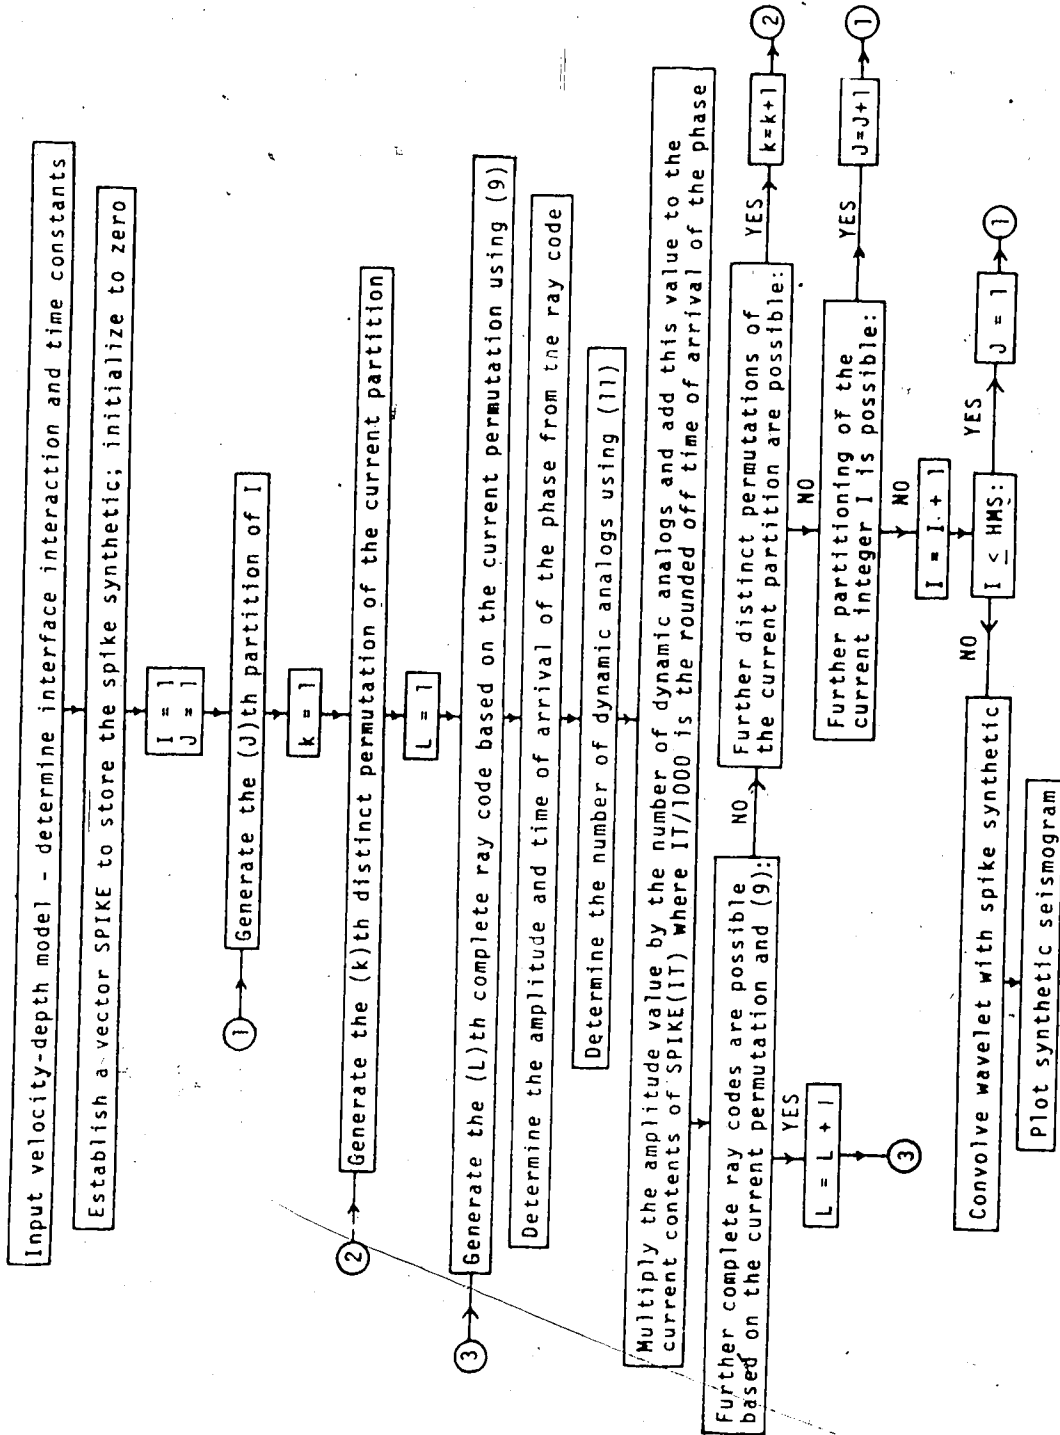 Input velocity-depth model - determine interface interaction and time constants
Establish a vector SPIKE to store the spike synthetic; initialize to zero
I = 1
J = 1
1
Generate the (J)th partition of I
k = 1
2
Generate the (k)th distinct permutation of the current partition
L = 1
3
Generate the (L)th complete ray code based on the current permutation using (9)
Determine the amplitude and time of arrival of the phase from the ray code
Determine the number of dynamic analogs using (11)
Multiply the amplitude value by the number of dynamic analogs and add this value to the
current contents of SPIKE(IT) where IT/1000 is the rounded off time of arrival of the phase
Further complete ray codes are possible
based on the current permutation and (9):
NO
YES
L = L + 1
3
Further distinct permutations of
the current partition are possible:
YES
k=k+1
2
NO
Further partitioning of the
current integer I is possible:
YES
J=J+1
1
NO
I = I + 1
I ≤ HMS:
YES
J = 1
1
NO
Convolve wavelet with spike synthetic
Plot synthetic seismogram